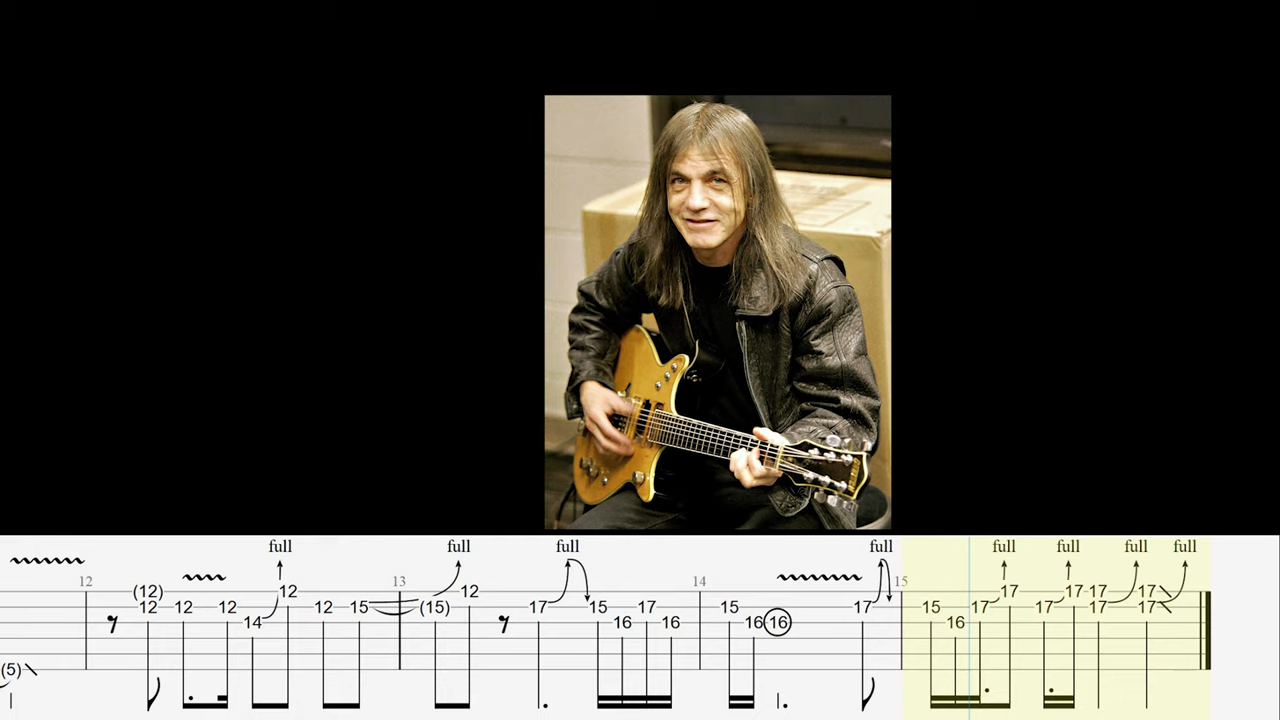 full full full full full full full full
12 13 14 15
(12) 12 12 17 17 17 17
12 12 12 12 15 (15) 17 15 17 15 17 15 17 17 17 17
14 16 16 16 16 16
(5)